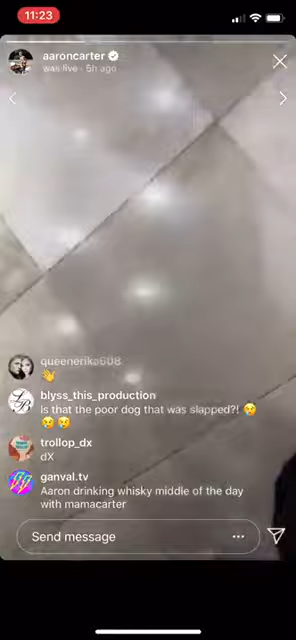 11:23
aaroncarter
was live · 5h ago
queenerika608
👋
blyss_this_production
Is that the poor dog that was slapped?! 😢
😢😢
trollop_dx
dX
ganval.tv
Aaron drinking whisky middle of the day
with mamacarter
Send message